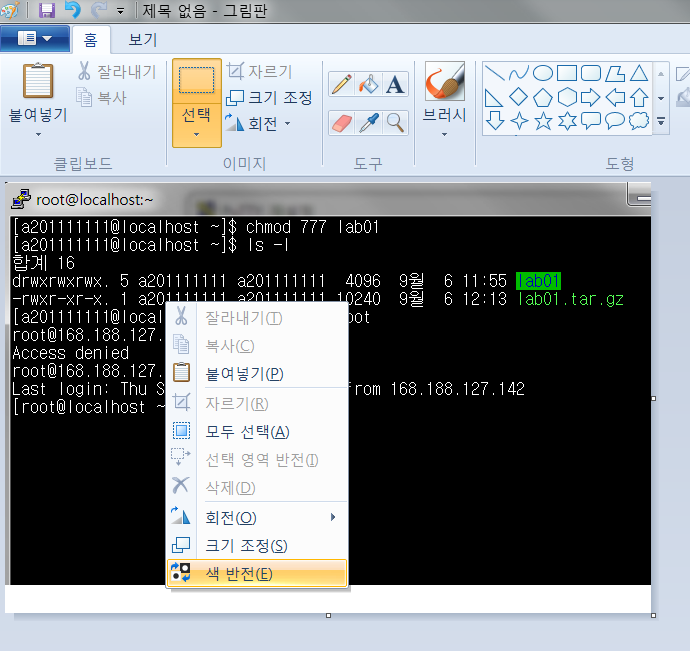 제목 없음 - 그림판
홈 보기
붙여넣기
잘라내기
복사
클립보드
선택
자르기
크기 조정
회전
이미지
A
도구
브러시
도형
root@localhost:~
[a201111111@localhost ~]$ chmod 777 lab01
[a201111111@localhost ~]$ ls -l
합계 16
drwxrwxrwx. 5 a201111111 a201111111 4096 9월 6 11:55 lab01
-rwxr-xr-x. 1 a201111111 a201111111 10240 9월 6 12:13 lab01.tar.gz
[a201111111@loca oot
root@168.188.127.
Access denied
root@168.188.127.
Last login: Thu S from 168.188.127.142
[root@localhost ~
잘라내기(T)
복사(C)
붙여넣기(P)
자르기(R)
모두 선택(A)
선택 영역 반전(I)
삭제(D)
회전(O)
크기 조정(S)
색 반전(E)